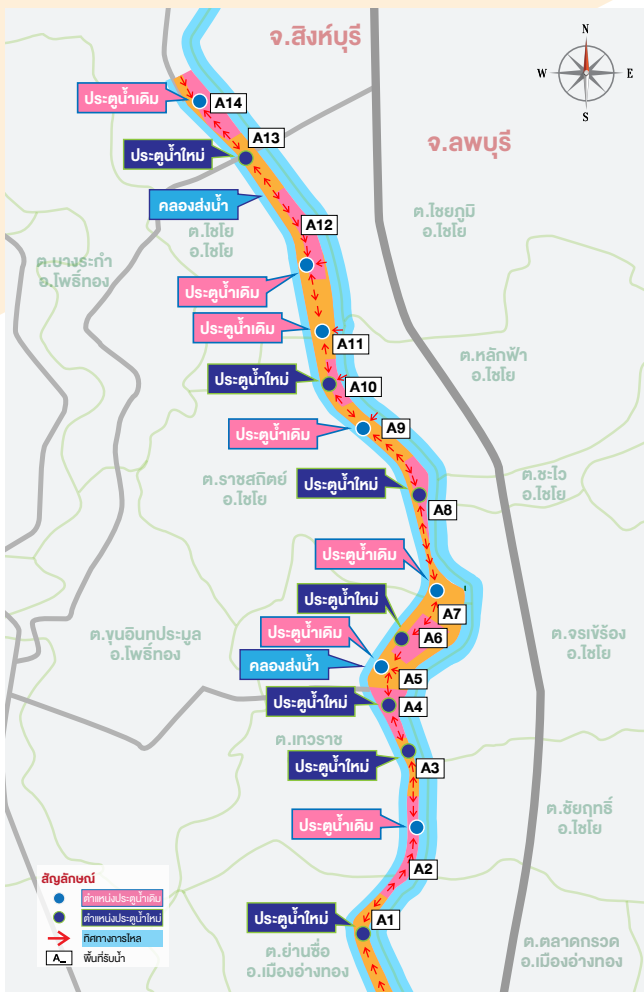 จ.สิงห์บุรี
N
W
E
S
ประตูน้ำเดิม
A14
A13
ประตูน้ำใหม่
จ.ลพบุรี
คลองส่งน้ำ
ต.ไชยภูมิ
อ.ไชโย
A12
ต.ไชโย
อ.ไชโย
ต.บางระกำ
อ.โพธิ์ทอง
ประตูน้ำเดิม
ประตูน้ำเดิม
A11
ต.หลักฟ้า
อ.ไชโย
ประตูน้ำใหม่
A10
ประตูน้ำเดิม
A9
ต.ราชสถิตย์
อ.ไชโย
ประตูน้ำใหม่
ต.ชะไว
อ.ไชโย
A8
ประตูน้ำเดิม
ประตูน้ำใหม่
A7
ต.ขุนอินทประมูล
อ.โพธิ์ทอง
ประตูน้ำเดิม
A6
ต.จรเข้ร้อง
อ.ไชโย
คลองส่งน้ำ
A5
ประตูน้ำใหม่
A4
ต.เทวราช
ประตูน้ำใหม่
A3
ต.ชัยฤทธิ์
อ.ไชโย
ประตูน้ำเดิม
A2
ประตูน้ำใหม่
A1
ต.ย่านซื่อ
อ.เมืองอ่างทอง
ต.ตลาดกรวด
อ.เมืองอ่างทอง
สัญลักษณ์
ตำแหน่งประตูน้ำเดิม
ตำแหน่งประตูน้ำใหม่
ทิศทางการไหล
A_ พื้นที่รับน้ำ